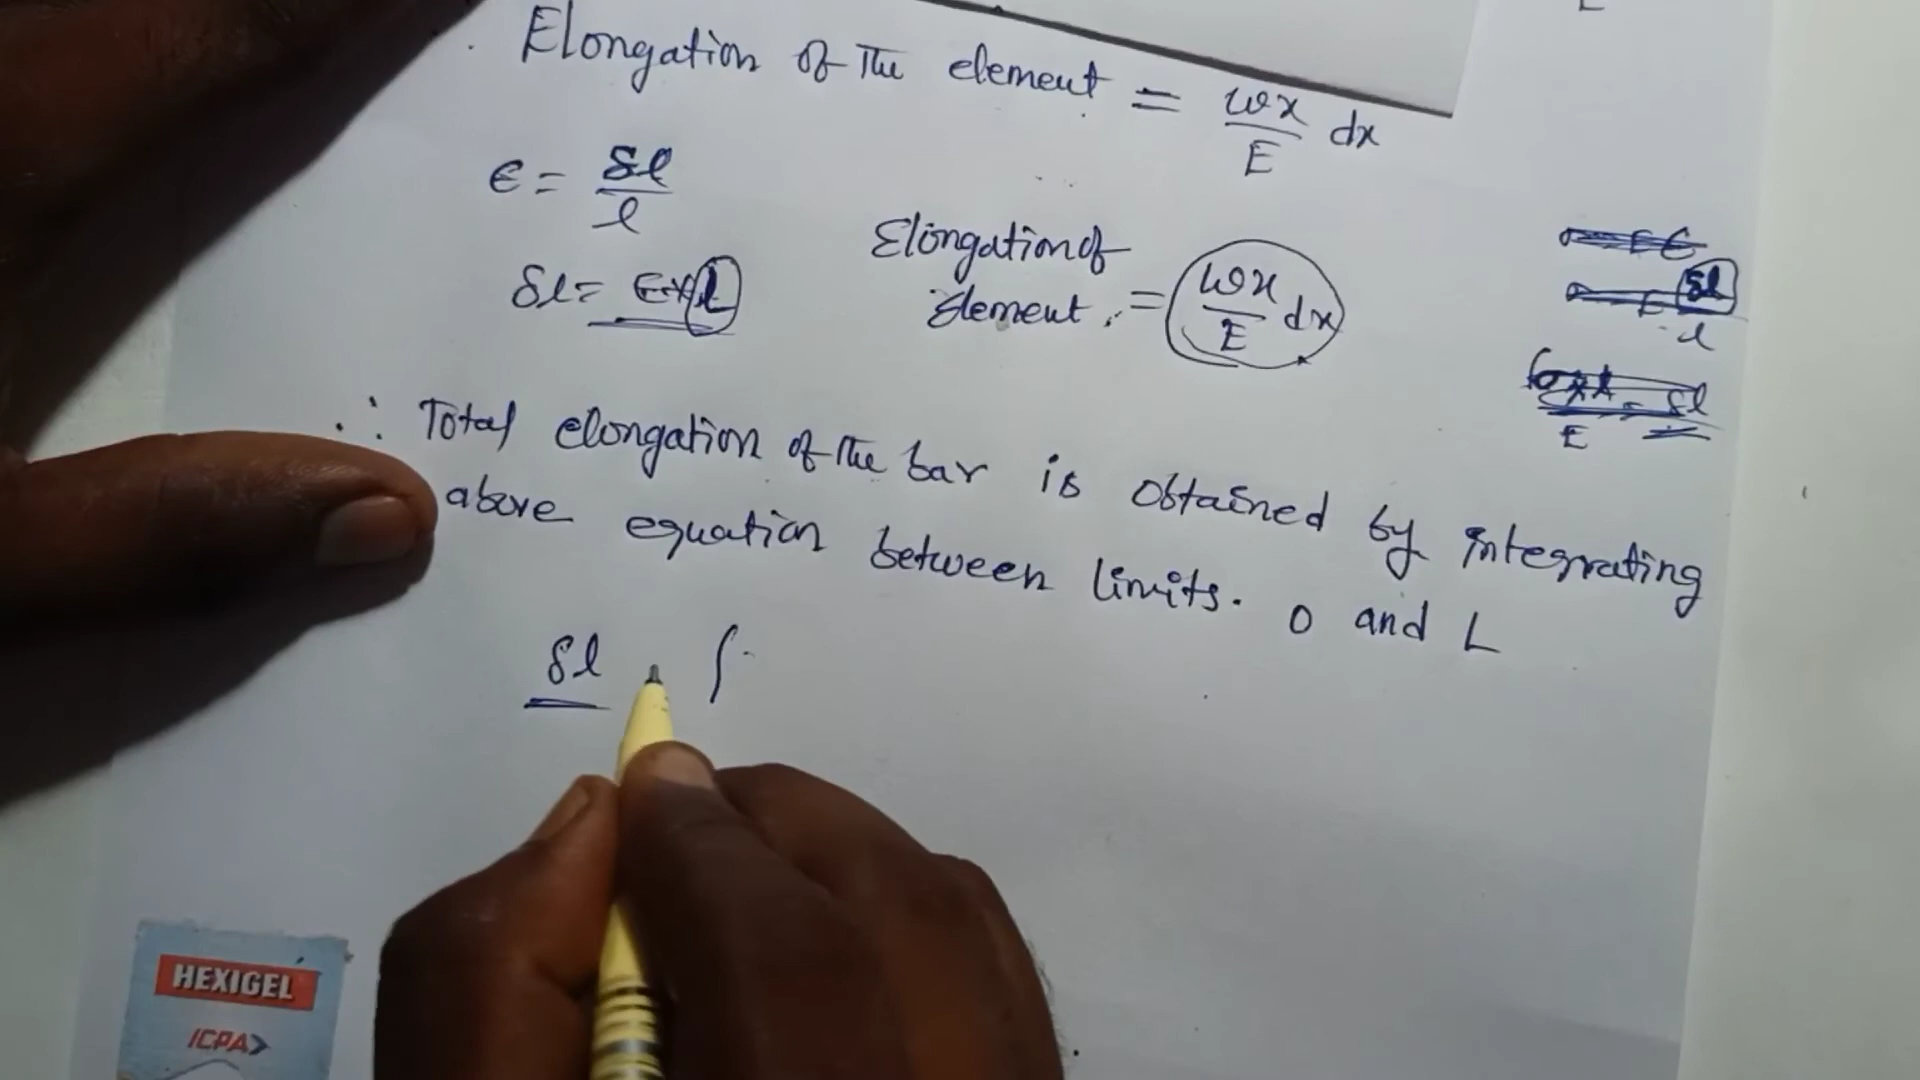 Elongation of the element = wx/E dx
ϵ = δl/l
δl = ϵ×l
Elongation of
Element = wx/E dx
∴ Total elongation of the bar is obtained by integrating
above equation between limits. 0 and L
δl ∫
HEXIGEL
ICPA